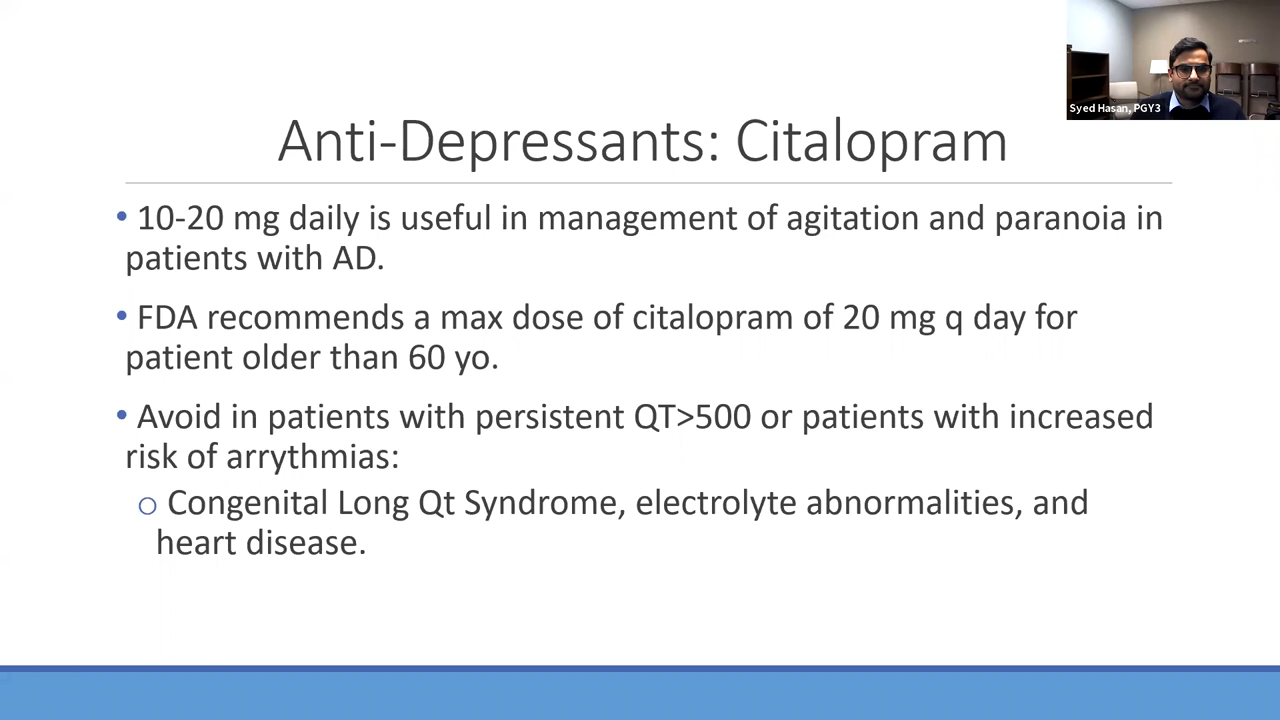 Syed Hasan, PGY3
Anti-Depressants: Citalopram
• 10-20 mg daily is useful in management of agitation and paranoia in
patients with AD.
• FDA recommends a max dose of citalopram of 20 mg q day for
patient older than 60 yo.
• Avoid in patients with persistent QT>500 or patients with increased
risk of arrythmias:
o Congenital Long Qt Syndrome, electrolyte abnormalities, and
heart disease.